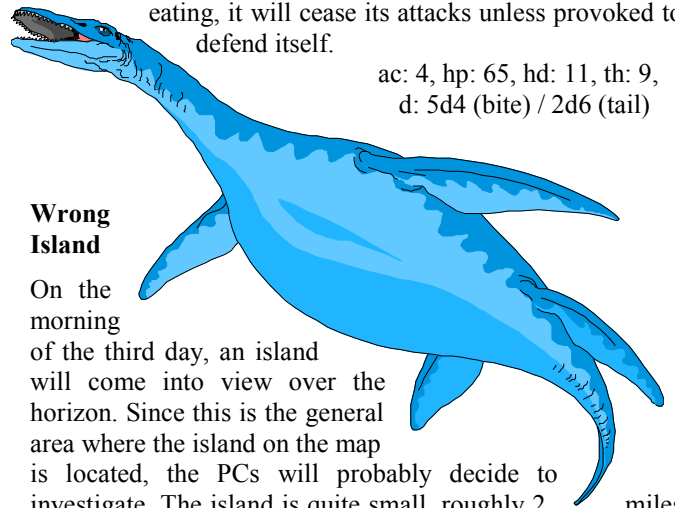 eating, it will cease its attacks unless provoked to
defend itself.
ac: 4, hp: 65, hd: 11, th: 9,
d: 5d4 (bite) / 2d6 (tail)
Wrong
Island
On the
morning
of the third day, an island
will come into view over the
horizon. Since this is the general
area where the island on the map
is located, the PCs will probably decide to
investigate. The island is quite small, roughly 2 miles